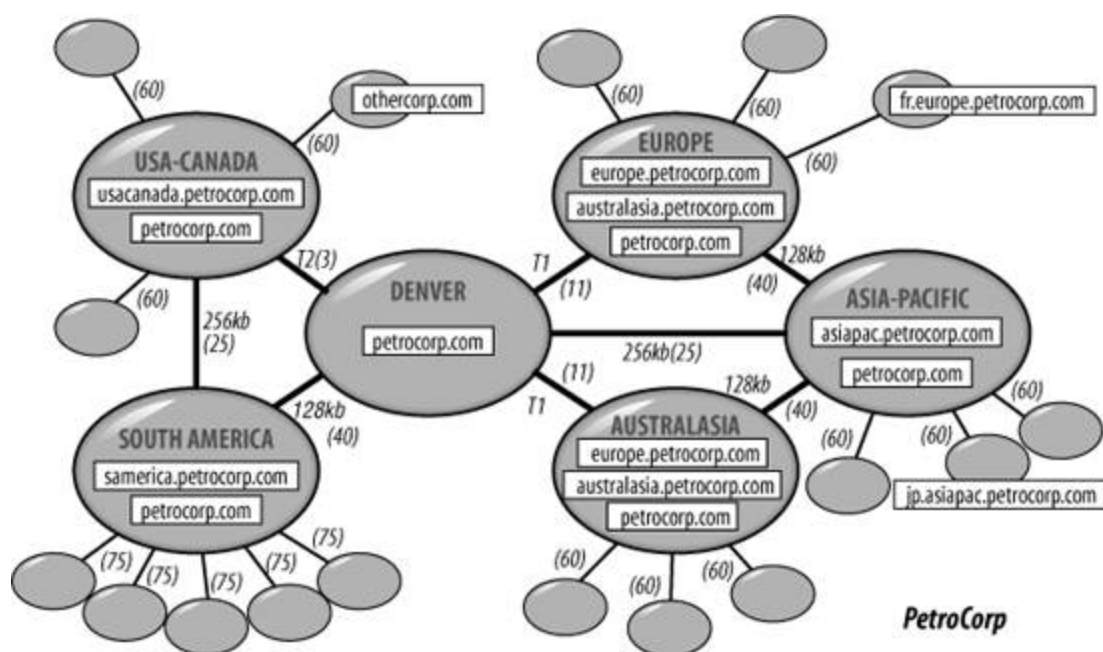 (60)
othercorp.com
(60)
USA-CANADA
usacanada.petrocorp.com
petrocorp.com
(60)
T2(3)
256kb
(25)
(60)
(60)
fr.europe.petrocorp.com
(60)
EUROPE
europe.petrocorp.com
australasia.petrocorp.com
petrocorp.com
T1
(11)
128kb
(40)
DENVER
petrocorp.com
256kb(25)
ASIA-PACIFIC
asiapac.petrocorp.com
petrocorp.com
(11)
T1
128kb
(40)
128kb
(40)
SOUTH AMERICA
samerica.petrocorp.com
petrocorp.com
(75)
(75)
(75)
(75)
(75)
AUSTRALASIA
europe.petrocorp.com
australasia.petrocorp.com
petrocorp.com
(60)
(60)
(60)
(60)
(60)
(60)
jp.asiapac.petrocorp.com
PetroCorp